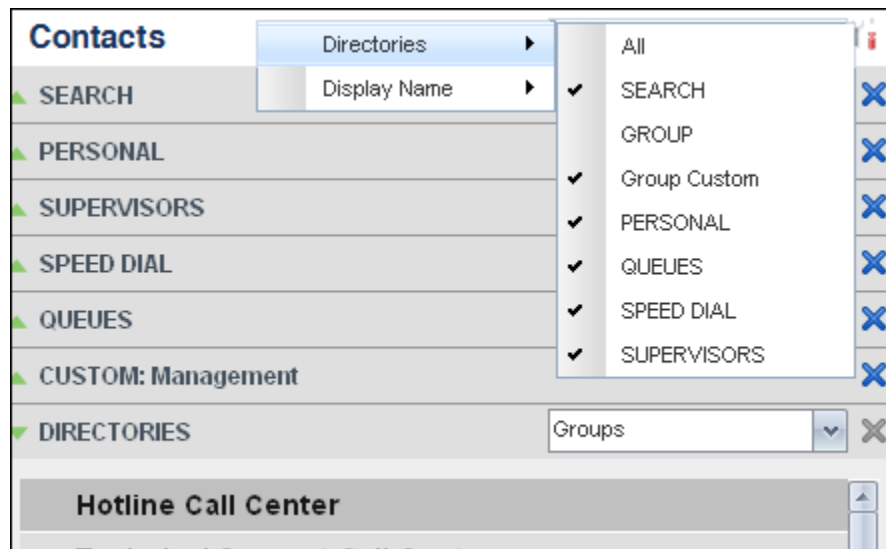 Contacts
Directories
Display Name
All
SEARCH
GROUP
Group Custom
PERSONAL
QUEUES
SPEED DIAL
SUPERVISORS
SEARCH
PERSONAL
SUPERVISORS
SPEED DIAL
QUEUES
CUSTOM: Management
DIRECTORIES
Groups
Hotline Call Center